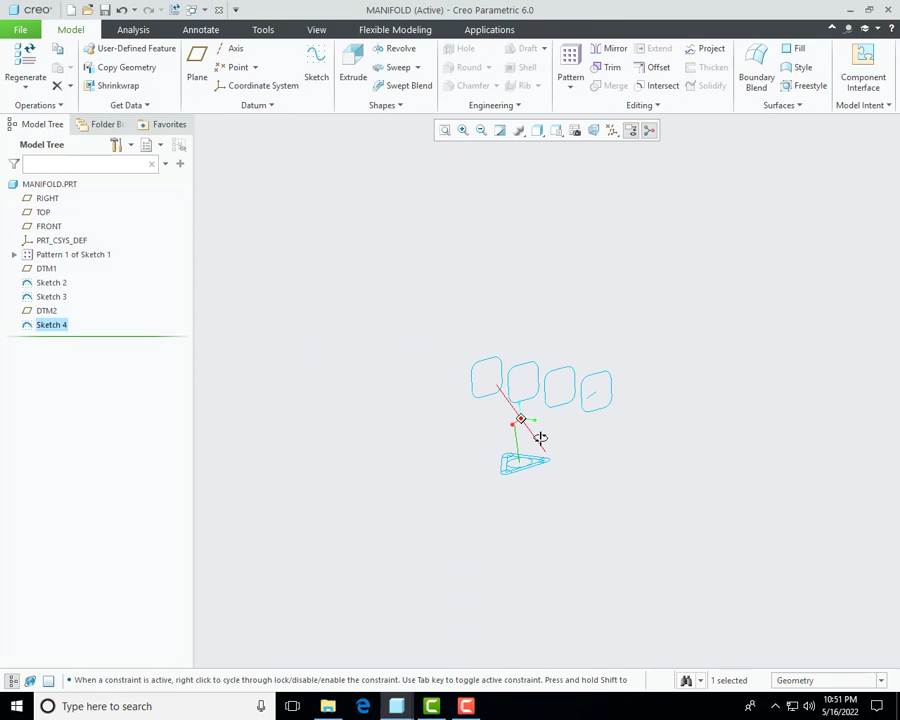 creo MANIFOLD (Active) - Creo Parametric 6.0
File Model Analysis Annotate Tools View Flexible Modeling Applications
Regenerate
User-Defined Feature
Copy Geometry
Shrinkwrap
Plane
Axis
Point
Coordinate System
Sketch
Extrude
Revolve
Sweep
Swept Blend
Hole
Round
Chamfer
Draft
Shell
Rib
Pattern
Mirror
Trim
Merge
Extend
Offset
Intersect
Project
Thicken
Solidify
Boundary
Blend
Fill
Style
Freestyle
Component
Interface
Operations Get Data Datum Shapes Engineering Editing Surfaces Model Intent
Model Tree Folder Br Favorites
Model Tree
MANIFOLD.PRT
RIGHT
TOP
FRONT
PRT_CSYS_DEF
Pattern 1 of Sketch 1
DTM1
Sketch 2
Sketch 3
DTM2
Sketch 4
• When a constraint is active, right click to cycle through lock/disable/enable the constraint. Use Tab key to toggle active constraint. Press and hold Shift to
1 selected
Geometry
Type here to search
10:51 PM
5/16/2022